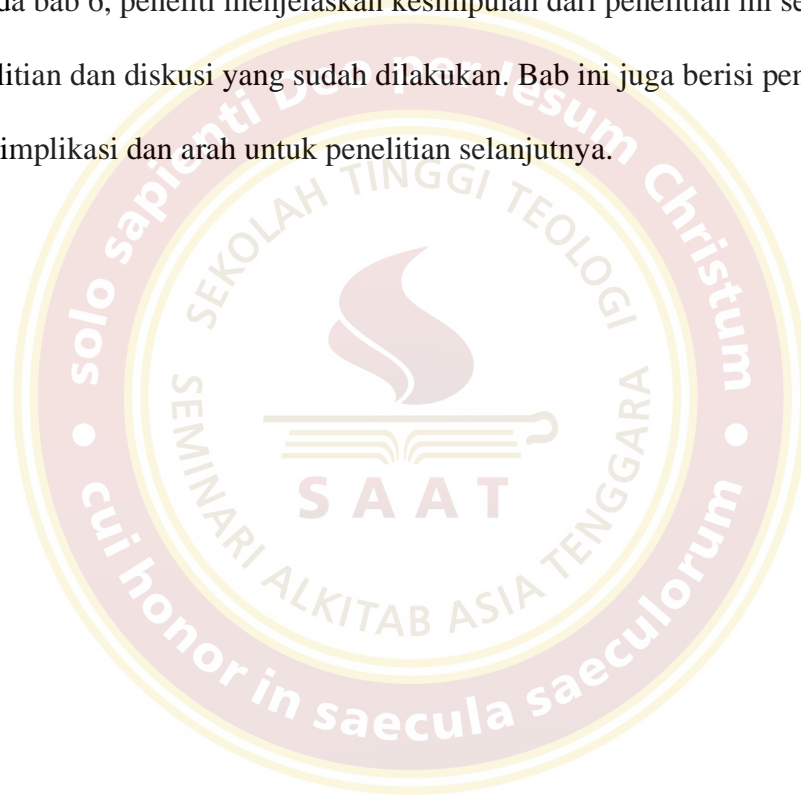 da bab 6, peneliti menjelaskan kesimpulan dari penelitian ini se
litian dan diskusi yang sudah dilakukan. Bab ini juga berisi pen
implikasi dan arah untuk penelitian selanjutnya.
solo sapienti Deo per Iesum Christum
SEKOLAH TINGGI TEOLOGI
SAAT
SEMINARI ALKITAB ASIA TENGGARA
cui honor in saecula saeculorum